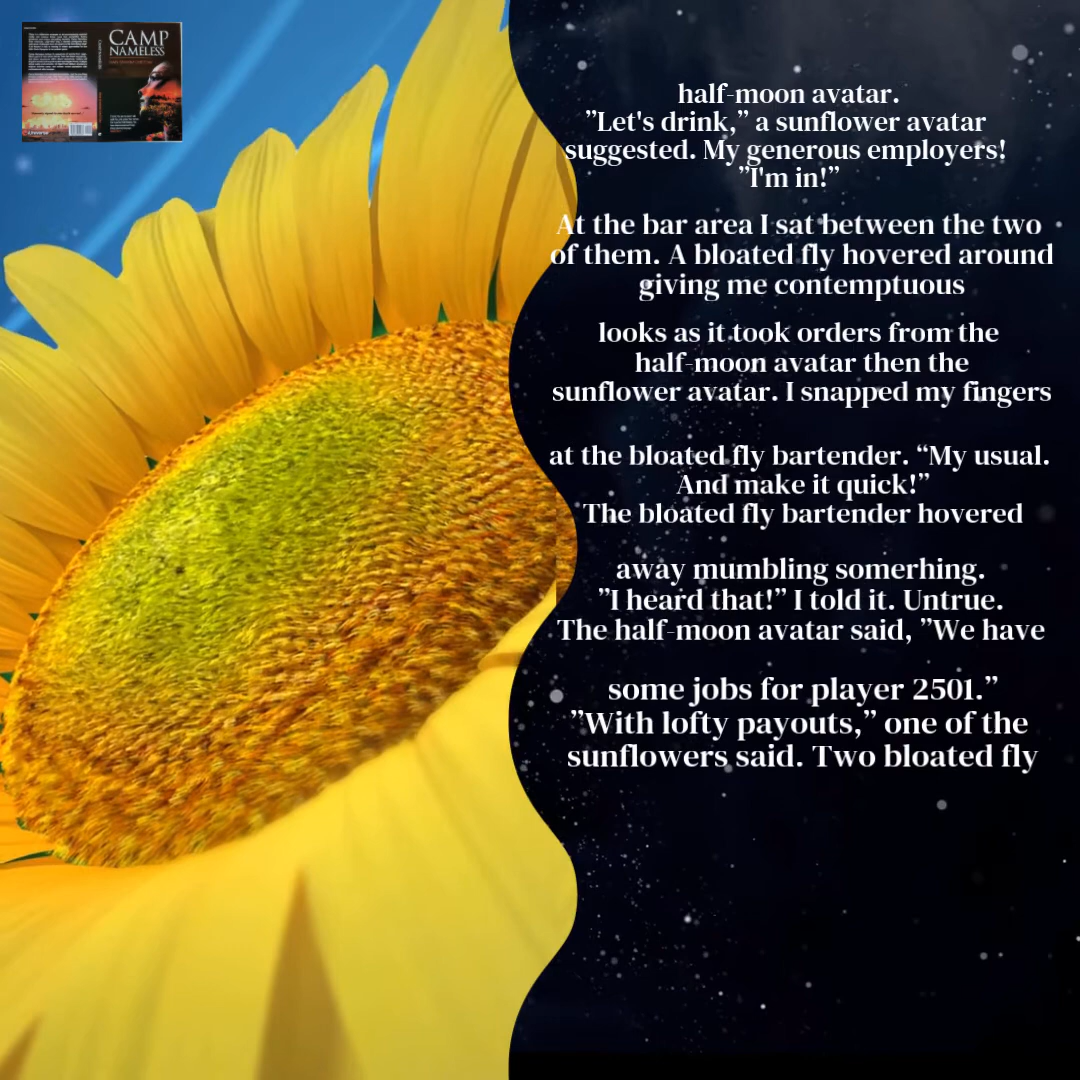 CAMP
NAMELESS
half-moon avatar.
”Let's drink,” a sunflower avatar
suggested. My generous employers!
”I'm in!”
At the bar area I sat between the two
of them. A bloated fly hovered around
giving me contemptuous
looks as it took orders from the
half-moon avatar then the
sunflower avatar. I snapped my fingers
at the bloated fly bartender. “My usual.
And make it quick!”
The bloated fly bartender hovered
away mumbling somerhing.
”I heard that!” I told it. Untrue.
The half-moon avatar said, ”We have
some jobs for player 2501.”
”With lofty payouts,” one of the
sunflowers said. Two bloated fly